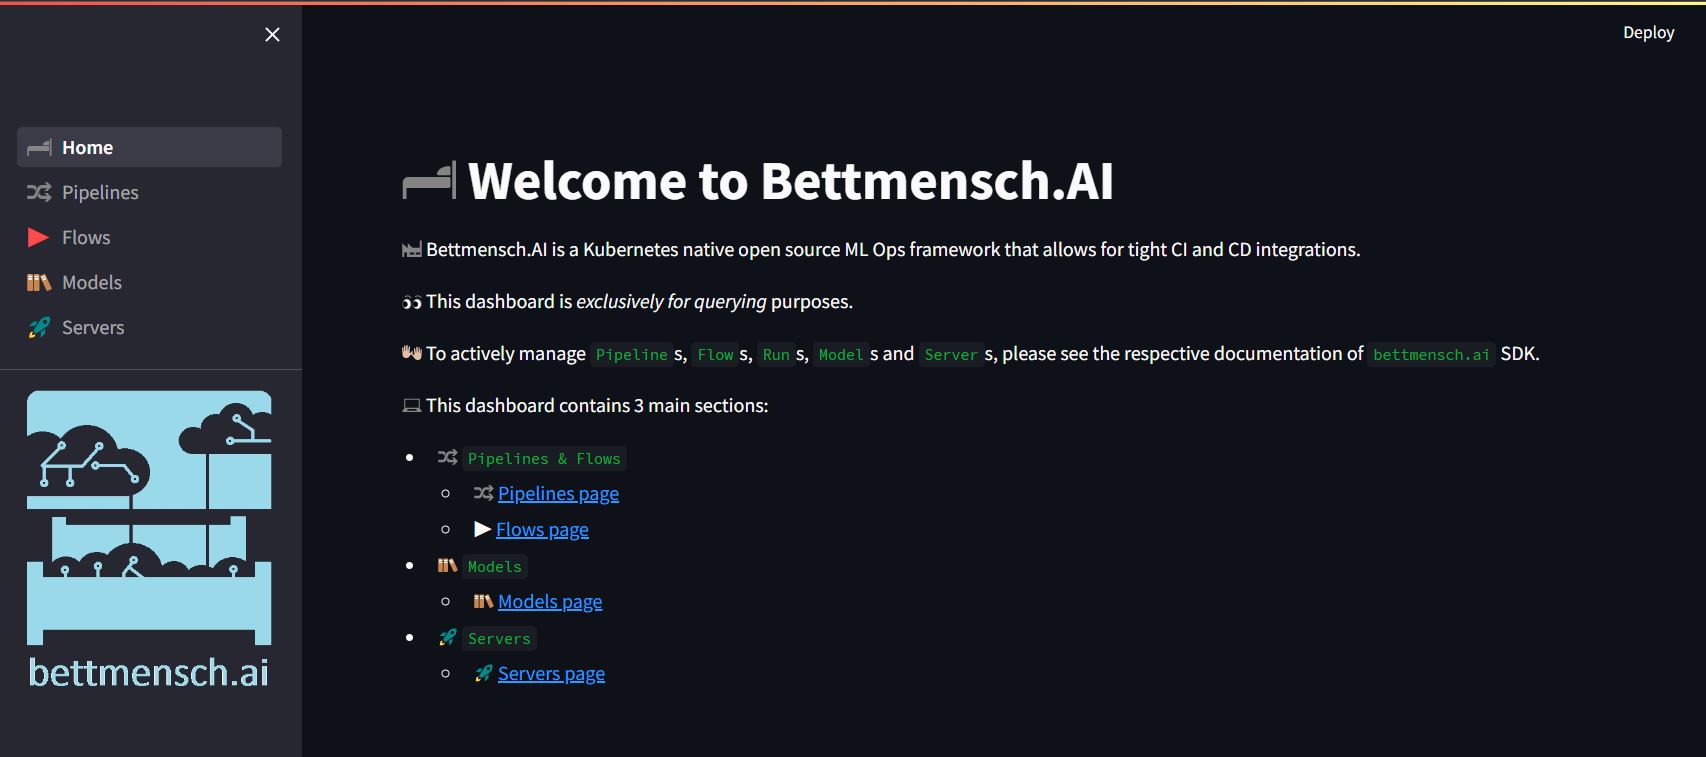 Deploy
Home
Pipelines
Flows
Models
Servers
bettmensch.ai
Welcome to Bettmensch.AI
Bettmensch.AI is a Kubernetes native open source ML Ops framework that allows for tight CI and CD integrations.
This dashboard is exclusively for querying purposes.
To actively manage Pipeline s, Flow s, Run s, Model s and Server s, please see the respective documentation of bettmensch.ai SDK.
This dashboard contains 3 main sections:
Pipelines & Flows
Pipelines page
Flows page
Models
Models page
Servers
Servers page